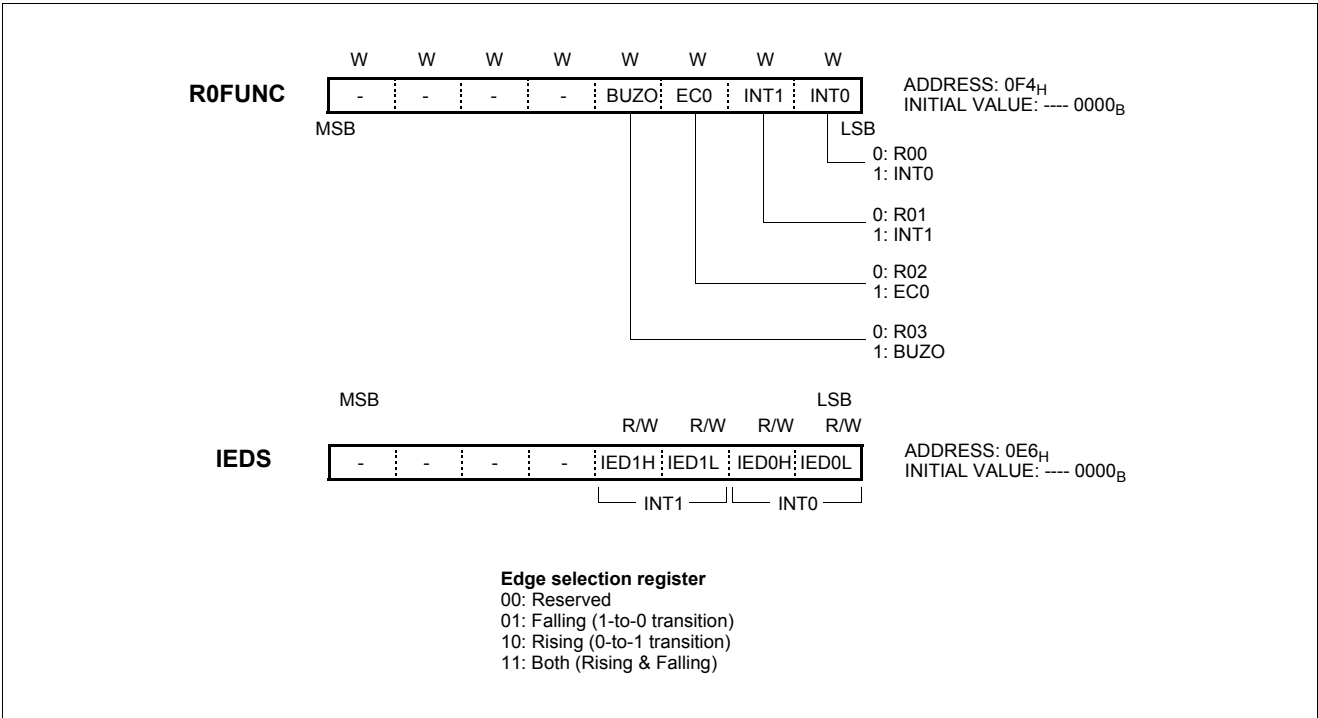 W W W W W W W W
R0FUNC - - - - BUZO EC0 INT1 INT0 ADDRESS: 0F4H
INITIAL VALUE: ---- 0000B
MSB LSB
0: R00
1: INT0
0: R01
1: INT1
0: R02
1: EC0
0: R03
1: BUZO
MSB LSB
R/W R/W R/W R/W
IEDS - - - - IED1H IED1L IED0H IED0L ADDRESS: 0E6H
INITIAL VALUE: ---- 0000B
INT1 INT0
Edge selection register
00: Reserved
01: Falling (1-to-0 transition)
10: Rising (0-to-1 transition)
11: Both (Rising & Falling)